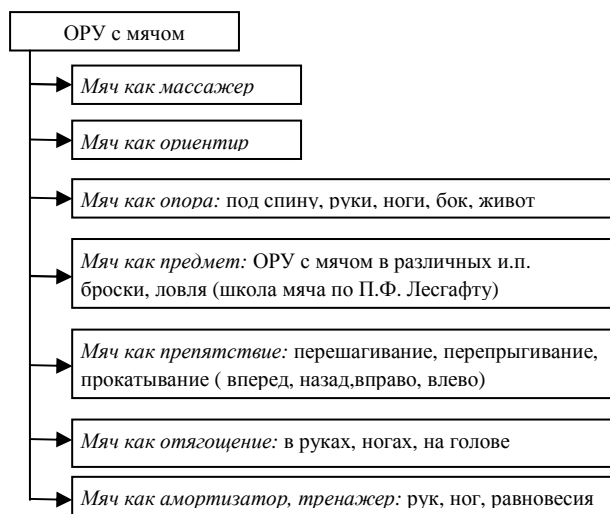 ОРУ с мячом
Мяч как массажер
Мяч как ориентир
Мяч как опора: под спину, руки, ноги, бок, живот
Мяч как предмет: ОРУ с мячом в различных и.п.
броски, ловля (школа мяча по П.Ф. Лесгафту)
Мяч как препятствие: перешагивание, перепрыгивание,
прокатывание ( вперед, назад,вправо, влево)
Мяч как отягощение: в руках, ногах, на голове
Мяч как амортизатор, тренажер: рук, ног, равновесия